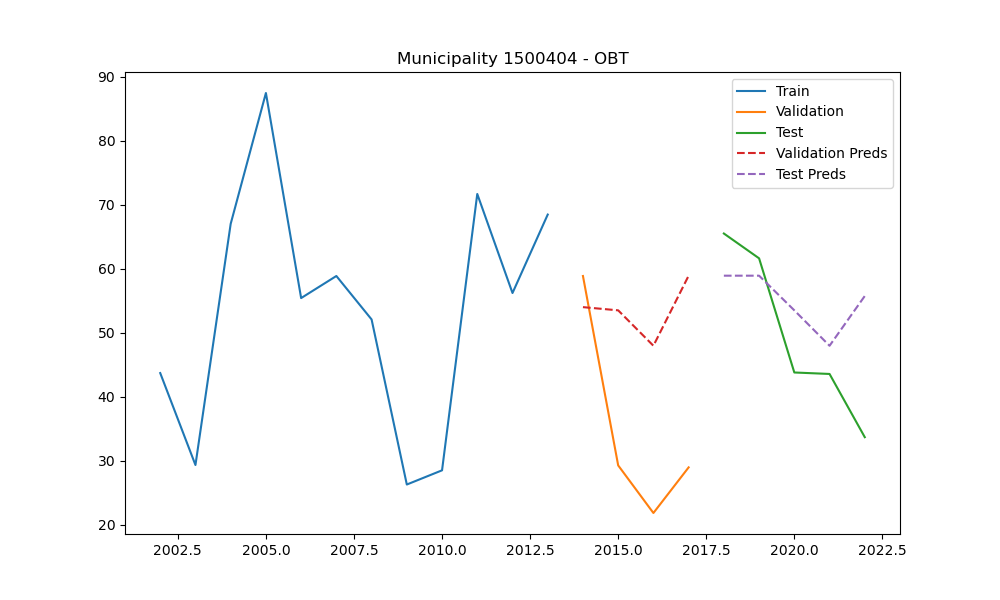 Municipality 1500404 - OBT
90
80
70
60
50
40
30
20
2002.5
2005.0
2007.5
2010.0
2012.5
2015.0
2017.5
2020.0
2022.5
Train
Validation
Test
Validation Preds
Test Preds